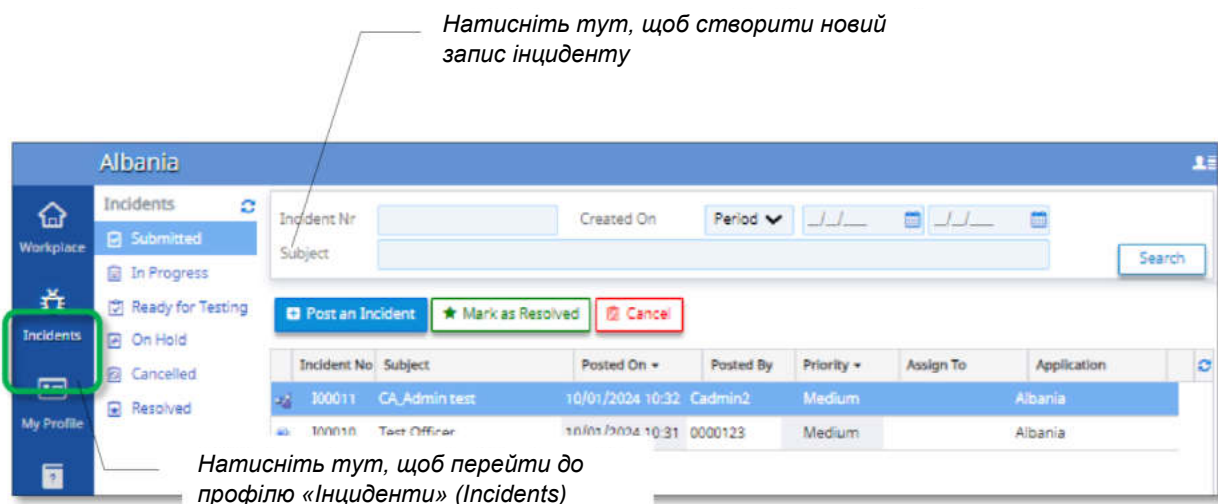 Натисніть тут, щоб створити новий
запис інциденту
Albania
Workplace
Incidents
My Profile
Incidents
Submitted
In Progress
Ready for Testing
On Hold
Cancelled
Resolved
Incident Nr Created On Period _/_/__ _/_/__
Subject
Search
Post an Incident Mark as Resolved Cancel
Incident No Subject Posted On Posted By Priority Assign To Application
I00011 CA_Admin test 10/01/2024 10:32 Cadmin2 Medium Albania
I00010 Test Officer 10/01/2024 10:31 0000123 Medium Albania
Натисніть тут, щоб перейти до
профілю «Інциденти» (Incidents)